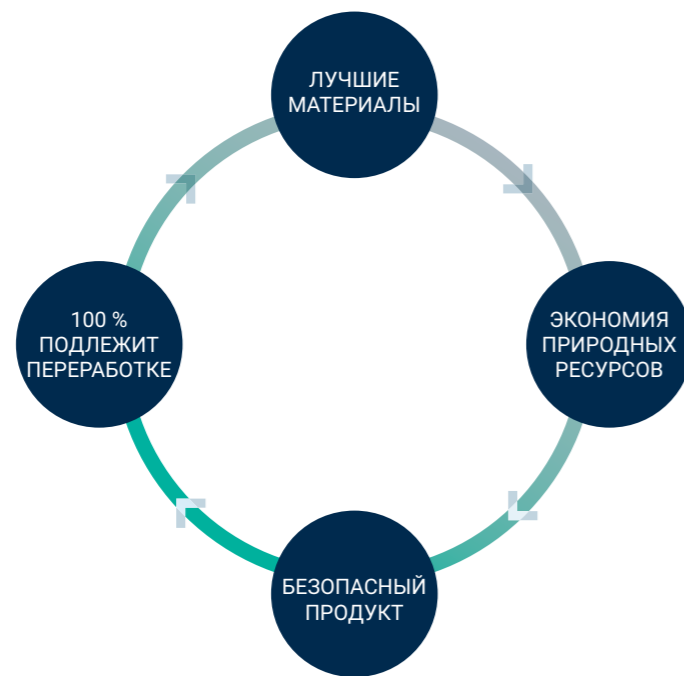 ЛУЧШИЕ
МАТЕРИАЛЫ
100 %
ПОДЛЕЖИТ
ПЕРЕРАБОТКЕ
ЭКОНОМИЯ
ПРИРОДНЫХ
РЕСУРСОВ
БЕЗОПАСНЫЙ
ПРОДУКТ